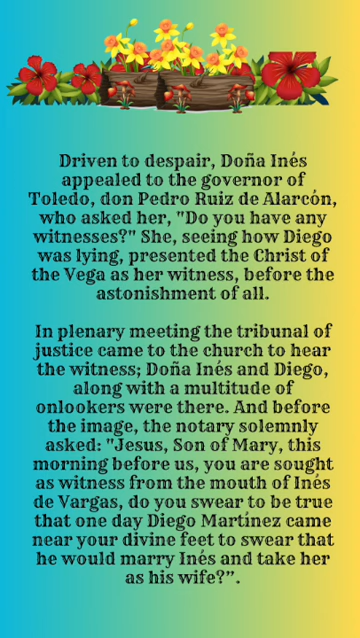 Driven to despair, Doña Inés
appealed to the governor of
Toledo, don Pedro Ruiz de Alarcón,
who asked her, "Do you have any
witnesses?" She, seeing how Diego
was lying, presented the Christ of
the Vega as her witness, before the
astonishment of all.
In plenary meeting the tribunal of
justice came to the church to hear
the witness; Doña Inés and Diego,
along with a multitude of
onlookers were there. And before
the image, the notary solemnly
asked: "Jesus, Son of Mary, this
morning before us, you are sought
as witness from the mouth of Inés
de Vargas, do you swear to be true
that one day Diego Martínez came
near your divine feet to swear that
he would marry Inés and take her
as his wife?”.